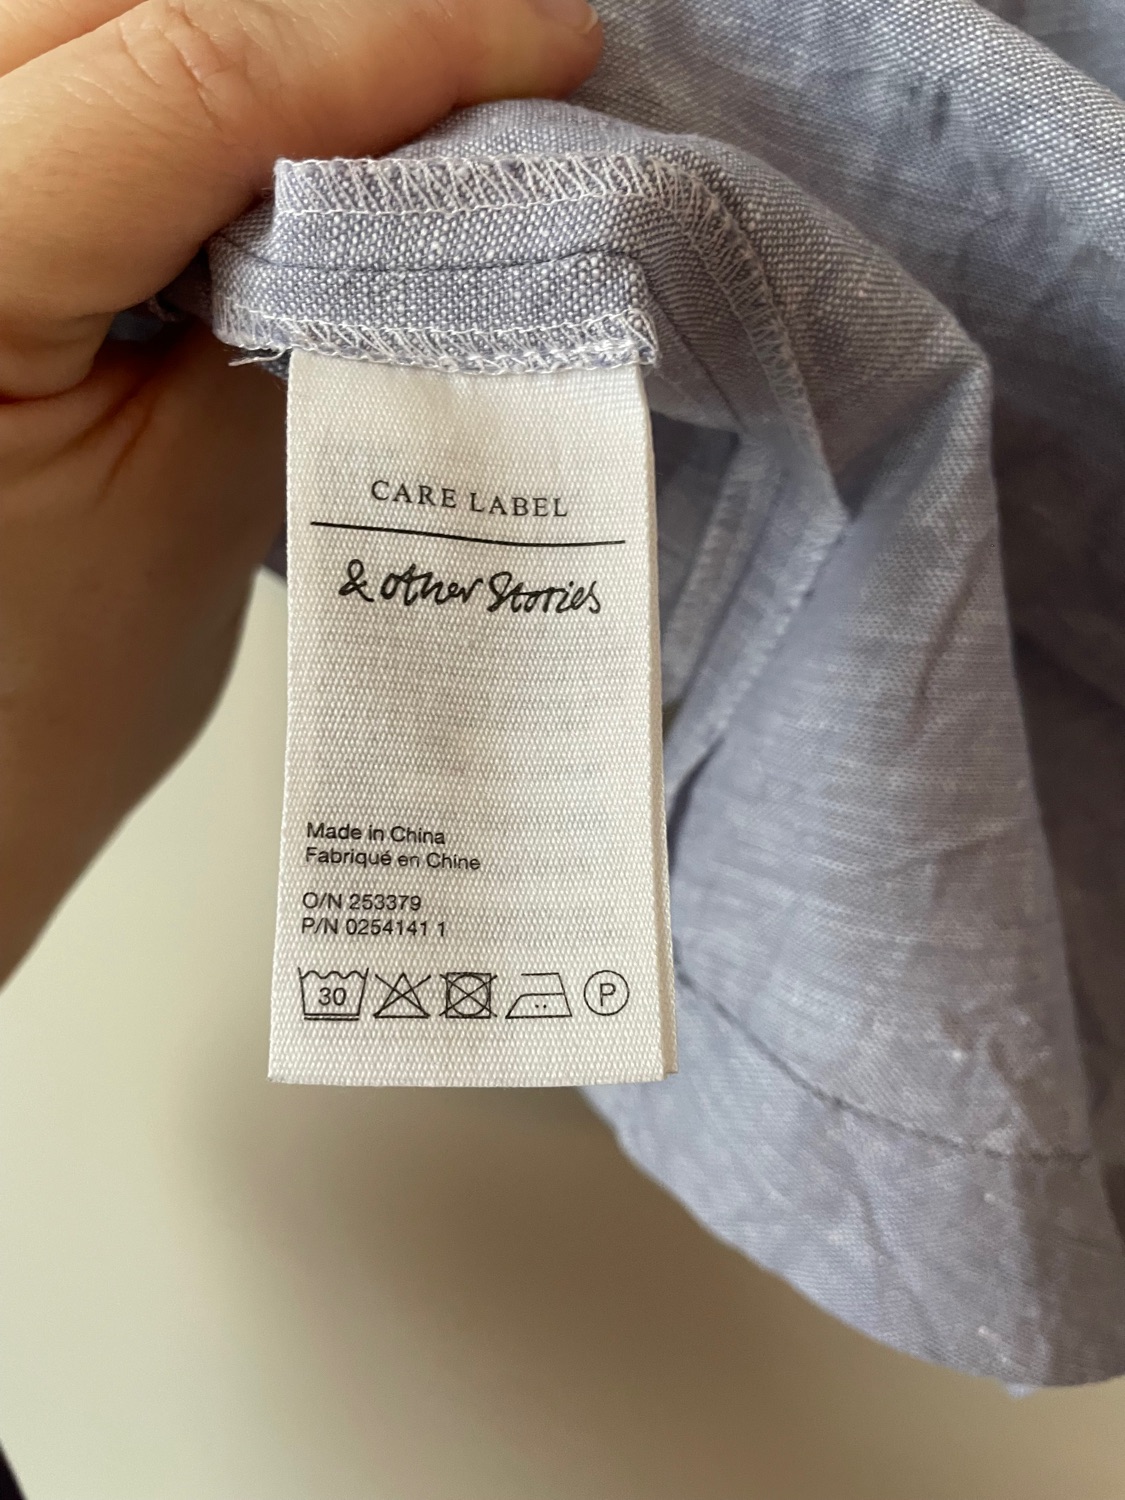 CARE LABEL
& other Stories
Made in China
Fabriqué en Chine
O/N 253379
P/N 0254141 1
30 P